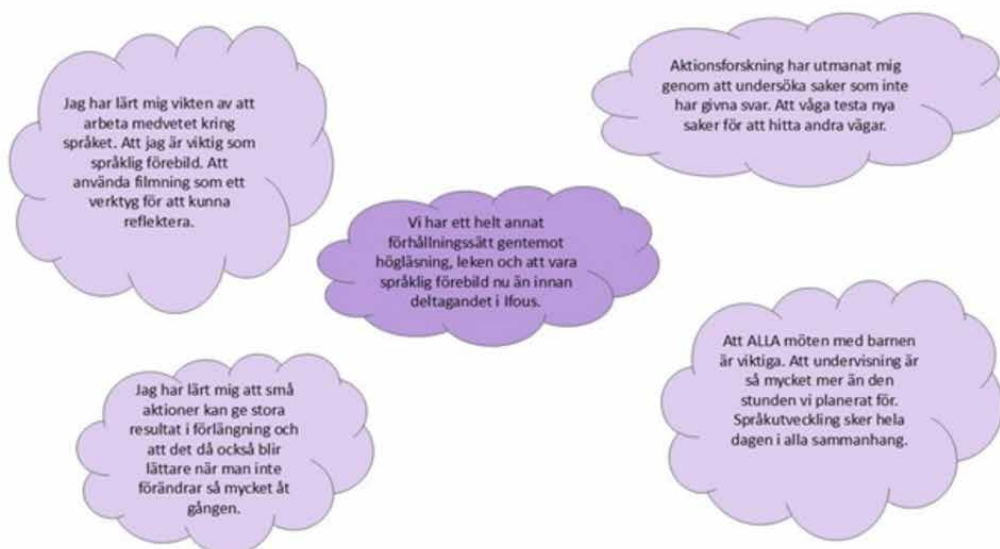 Jag har lärt mig vikten av att
arbeta medvetet kring
språket. Att jag är viktig som
språklig förebild. Att
använda filmning som ett
verktyg för att kunna
reflektera.
Aktionsforskning har utmanat mig
genom att undersöka saker som inte
har givna svar. Att våga testa nya
saker för att hitta andra vägar.
Vi har ett helt annat
förhållningssätt gentemot
högläsning, leken och att vara
språklig förebild nu än innan
deltagandet i Ifous.
Jag har lärt mig att små
aktioner kan ge stora
resultat i förlängning och
att det då också blir
lättare när man inte
förändrar så mycket åt
gången.
Att ALLA möten med barnen
är viktiga. Att undervisning är
så mycket mer än den
stunden vi planerat för.
Språkutveckling sker hela
dagen i alla sammanhang.